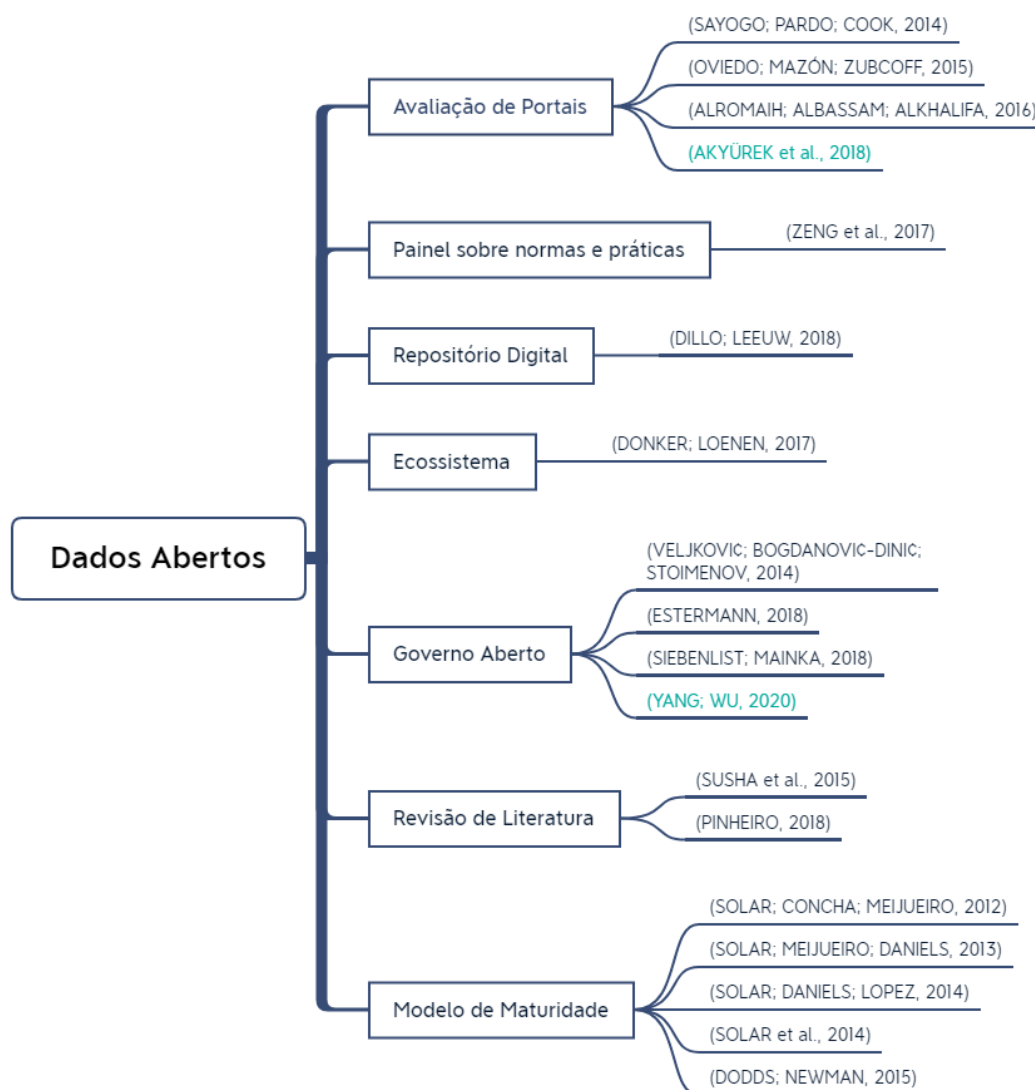 Dados Abertos
Avaliação de Portais
(SAYOGO; PARDO; COOK, 2014)
(OVIEDO; MAZÓN; ZUBCOFF, 2015)
(ALROMAIH; ALBASSAM; ALKHALIFA, 2016)
(AKYÜREK et al., 2018)
Painel sobre normas e práticas
(ZENG et al., 2017)
Repositório Digital
(DILLO; LEEUW, 2018)
Ecossistema
(DONKER; LOENEN, 2017)
Governo Aberto
(VELJKOVIĆ; BOGDANOVIĆ-DINIĆ;
STOIMENOV, 2014)
(ESTERMANN, 2018)
(SIEBENLIST; MAINKA, 2018)
(YANG; WU, 2020)
Revisão de Literatura
(SUSHA et al., 2015)
(PINHEIRO, 2018)
Modelo de Maturidade
(SOLAR; CONCHA; MEIJUEIRO, 2012)
(SOLAR; MEIJUEIRO; DANIELS, 2013)
(SOLAR; DANIELS; LOPEZ, 2014)
(SOLAR et al., 2014)
(DODDS; NEWMAN, 2015)